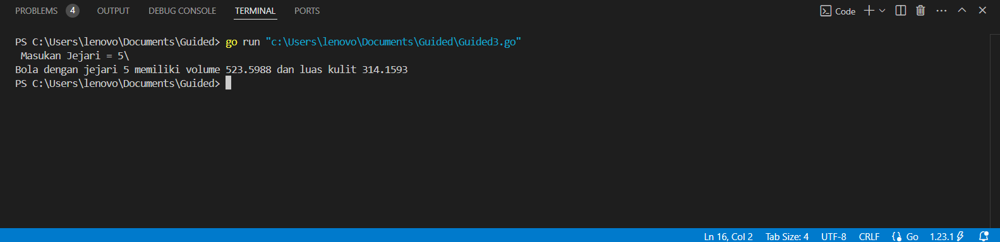 PROBLEMS 4 OUTPUT DEBUG CONSOLE TERMINAL PORTS Code
PS C:\Users\lenovo\Documents\Guided> go run "c:\Users\lenovo\Documents\Guided\Guided3.go"
Masukan Jejari = 5\
Bola dengan jejari 5 memiliki volume 523.5988 dan luas kulit 314.1593
PS C:\Users\lenovo\Documents\Guided>
Ln 16, Col 2 Tab Size: 4 UTF-8 CRLF Go 1.23.1